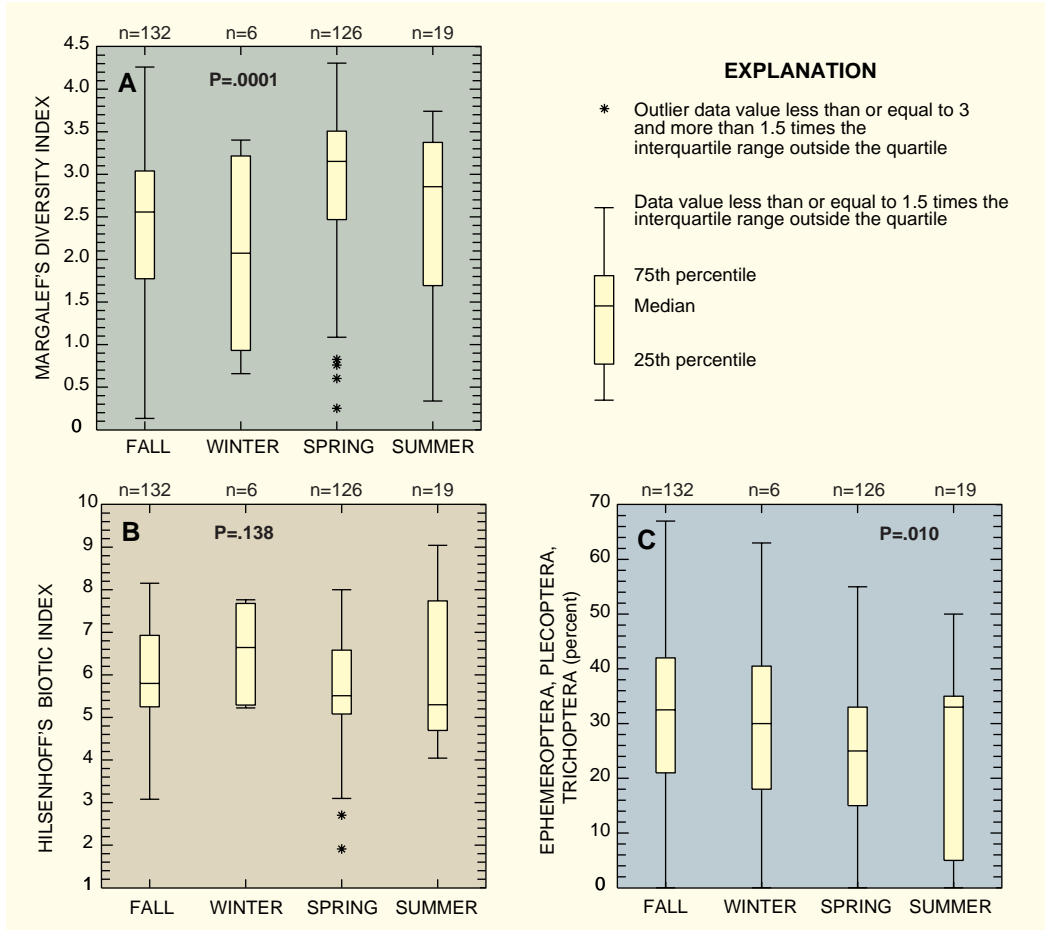 n=132 n=6 n=126 n=19
4.5
4.0
3.5
3.0
2.5
2.0
1.5
1.0
0.5
0
MARGALEF'S DIVERSITY INDEX
A
P=.0001
FALL WINTER SPRING SUMMER
EXPLANATION
* Outlier data value less than or equal to 3
and more than 1.5 times the
interquartile range outside the quartile
Data value less than or equal to 1.5 times the
interquartile range outside the quartile
75th percentile
Median
25th percentile
n=132 n=6 n=126 n=19
10
9
8
7
6
5
4
3
2
1
HILSENHOFF'S BIOTIC INDEX
B
P=.138
FALL WINTER SPRING SUMMER
n=132 n=6 n=126 n=19
70
60
50
40
30
20
10
0
EPHEMEROPTERA, PLECOPTERA,
TRICHOPTERA (percent)
C
P=.010
FALL WINTER SPRING SUMMER